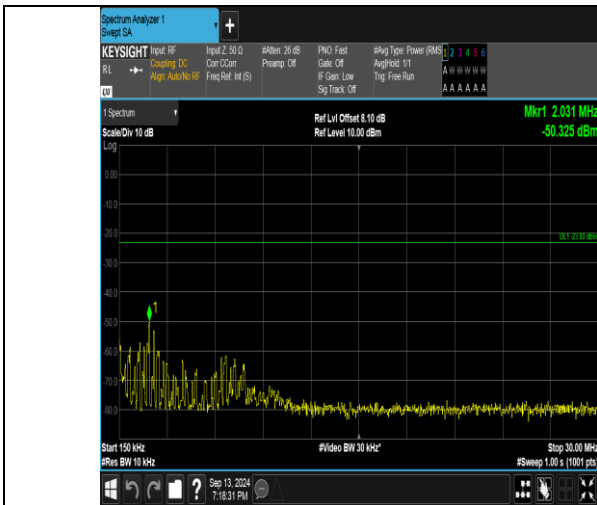 Spectrum Analyzer 1
Swept SA
+
KEYSIGHT
RL
Input: RF
Coupling: DC
Align: Auto/No RF
Input Z: 50 Ω
Corr CCorr
Freq Ref: Int (S)
#Atten: 26 dB
Preamp: Off
PNO: Fast
Gate: Off
IF Gain: Low
Sig Track: Off
#Avg Type: Power (RMS
Avg|Hold: 1/1
Trig: Free Run
1 2 3 4 5 6
A W W W W W
A A A A A A
LXI
1 Spectrum
Scale/Div 10 dB
Log
Ref Lvl Offset 8.10 dB
Ref Level 10.00 dBm
Mkr1 2.031 MHz
-50.325 dBm
0.00
-10.0
-20.0
DL1 -23.00 dBm
-30.0
-40.0
1
-50.0
-60.0
-70.0
-80.0
Start 150 kHz
#Res BW 10 kHz
#Video BW 30 kHz*
Stop 30.00 MHz
#Sweep 1.00 s (1001 pts)
?
Sep 13, 2024
7:18:31 PM